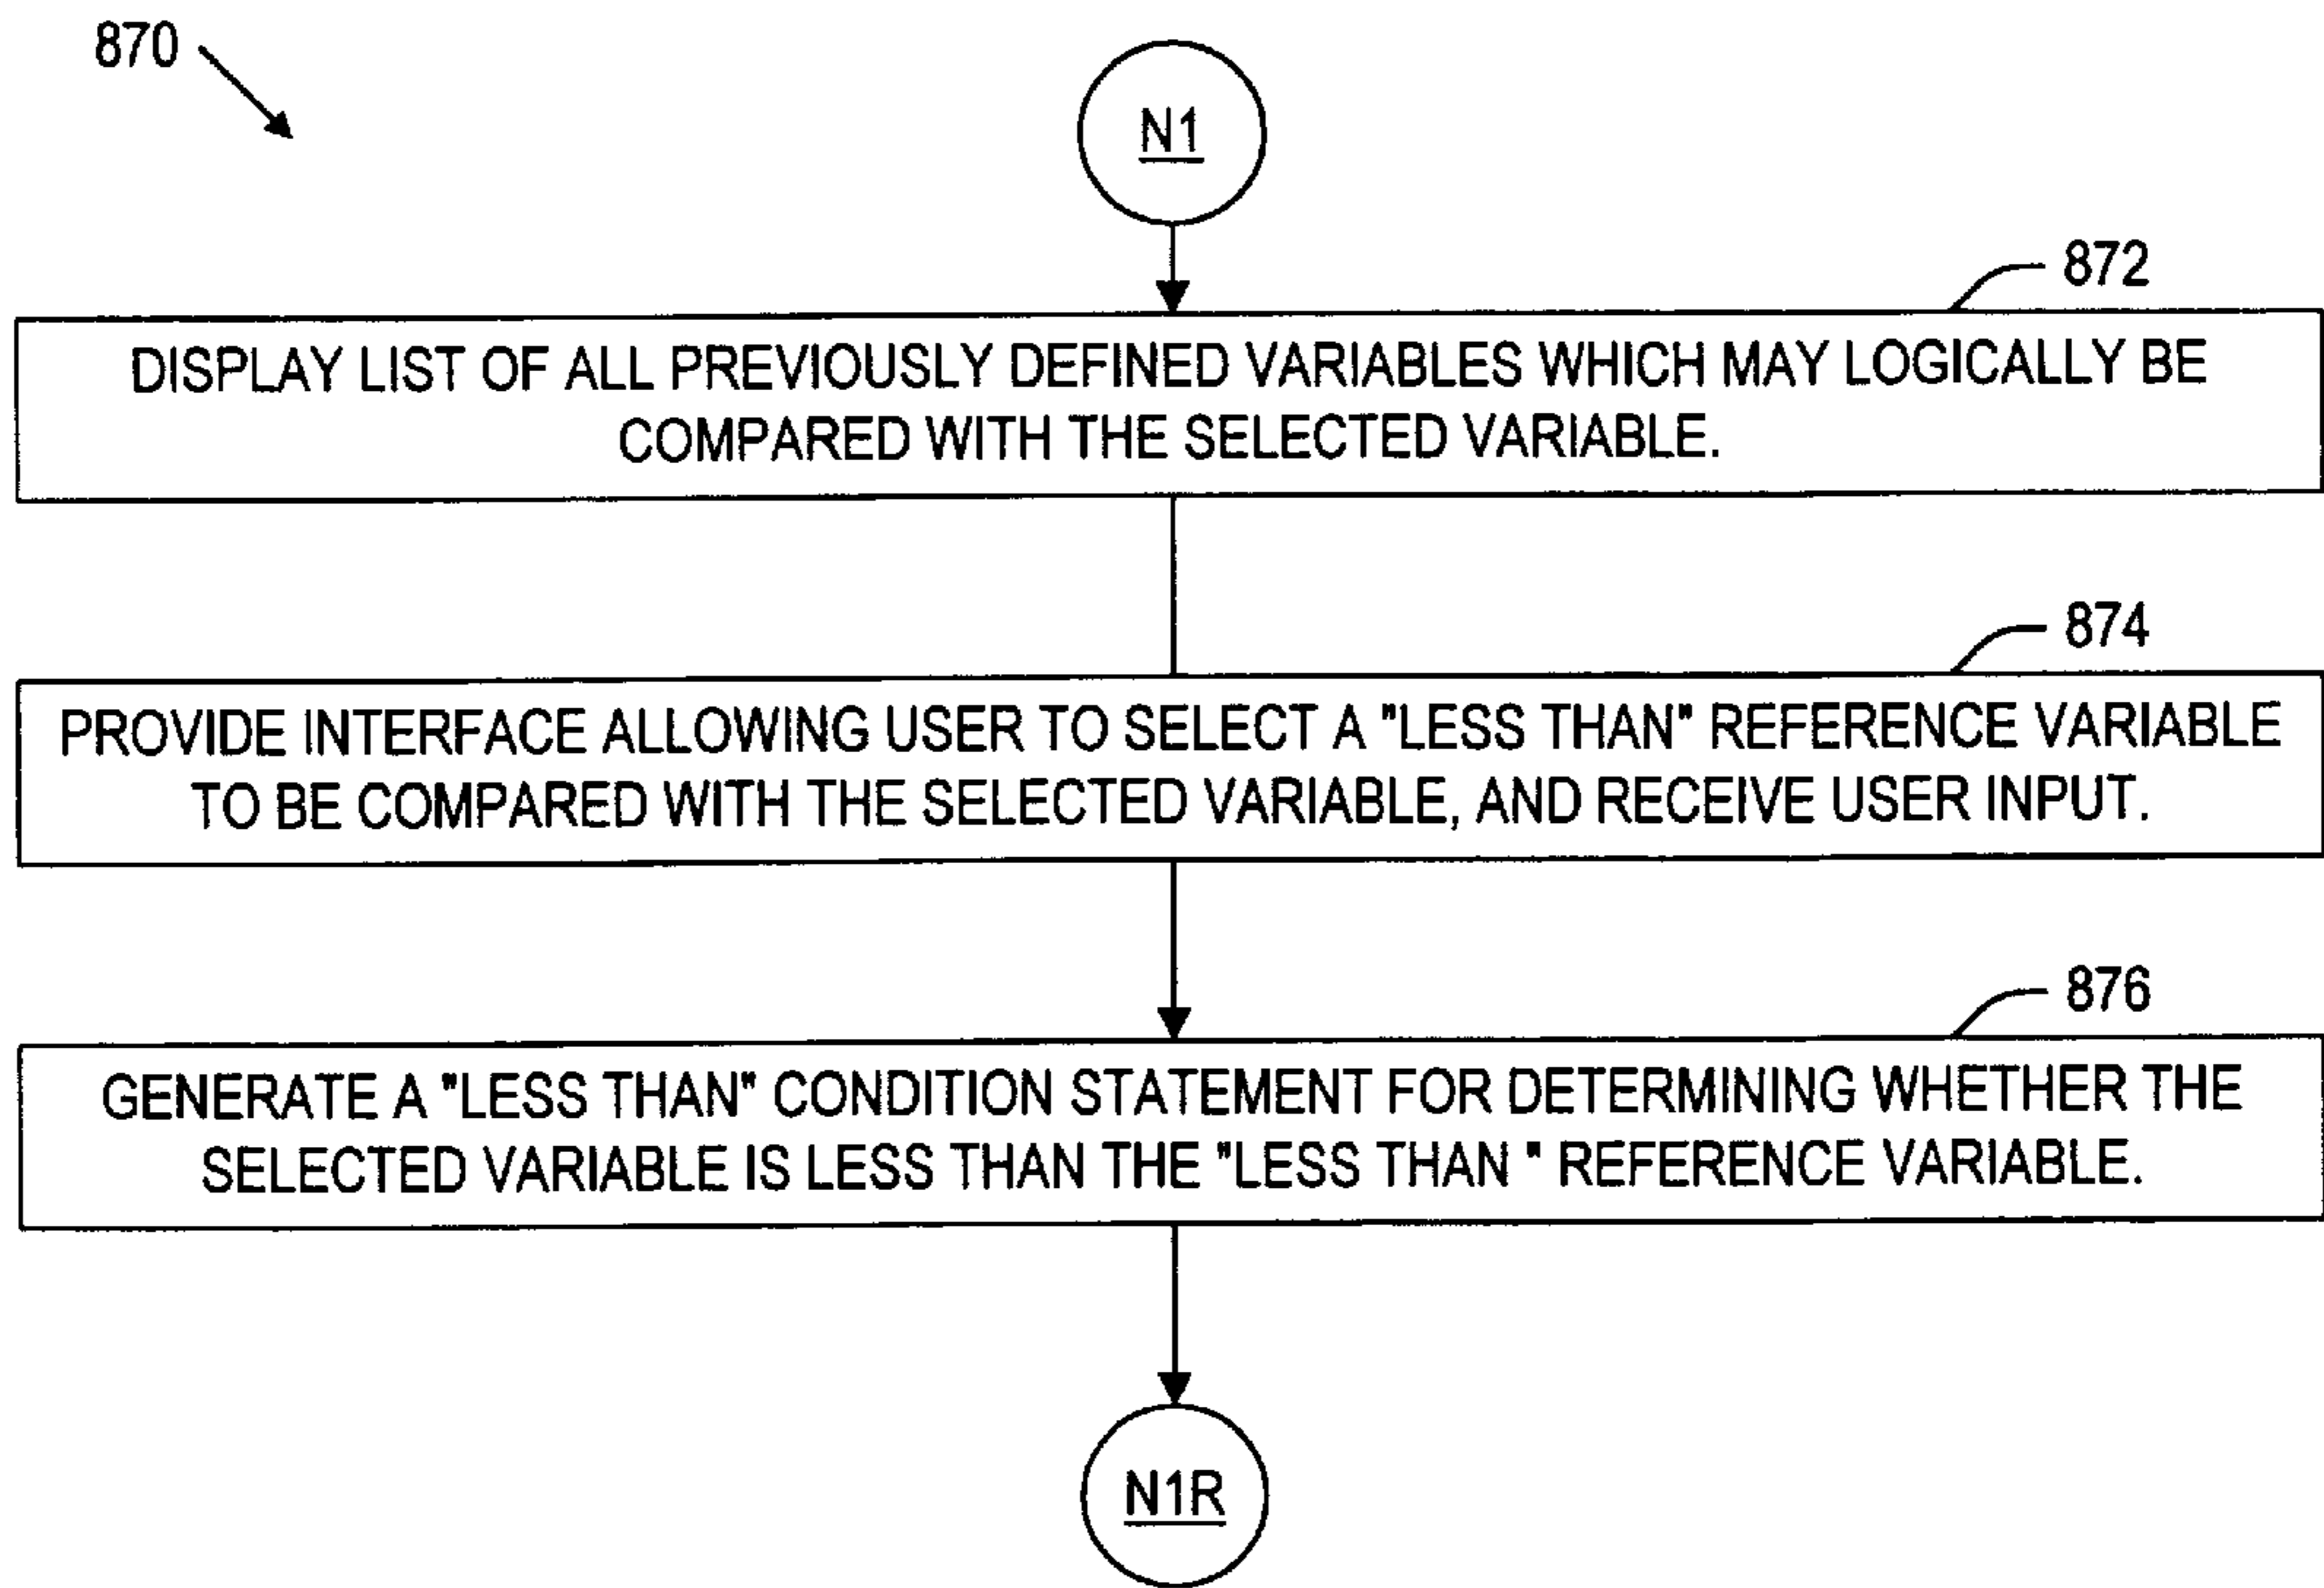 870
N1
872
DISPLAY LIST OF ALL PREVIOUSLY DEFINED VARIABLES WHICH MAY LOGICALLY BE
COMPARED WITH THE SELECTED VARIABLE.
874
PROVIDE INTERFACE ALLOWING USER TO SELECT A "LESS THAN" REFERENCE VARIABLE
TO BE COMPARED WITH THE SELECTED VARIABLE, AND RECEIVE USER INPUT.
876
GENERATE A "LESS THAN" CONDITION STATEMENT FOR DETERMINING WHETHER THE
SELECTED VARIABLE IS LESS THAN THE "LESS THAN " REFERENCE VARIABLE.
N1R